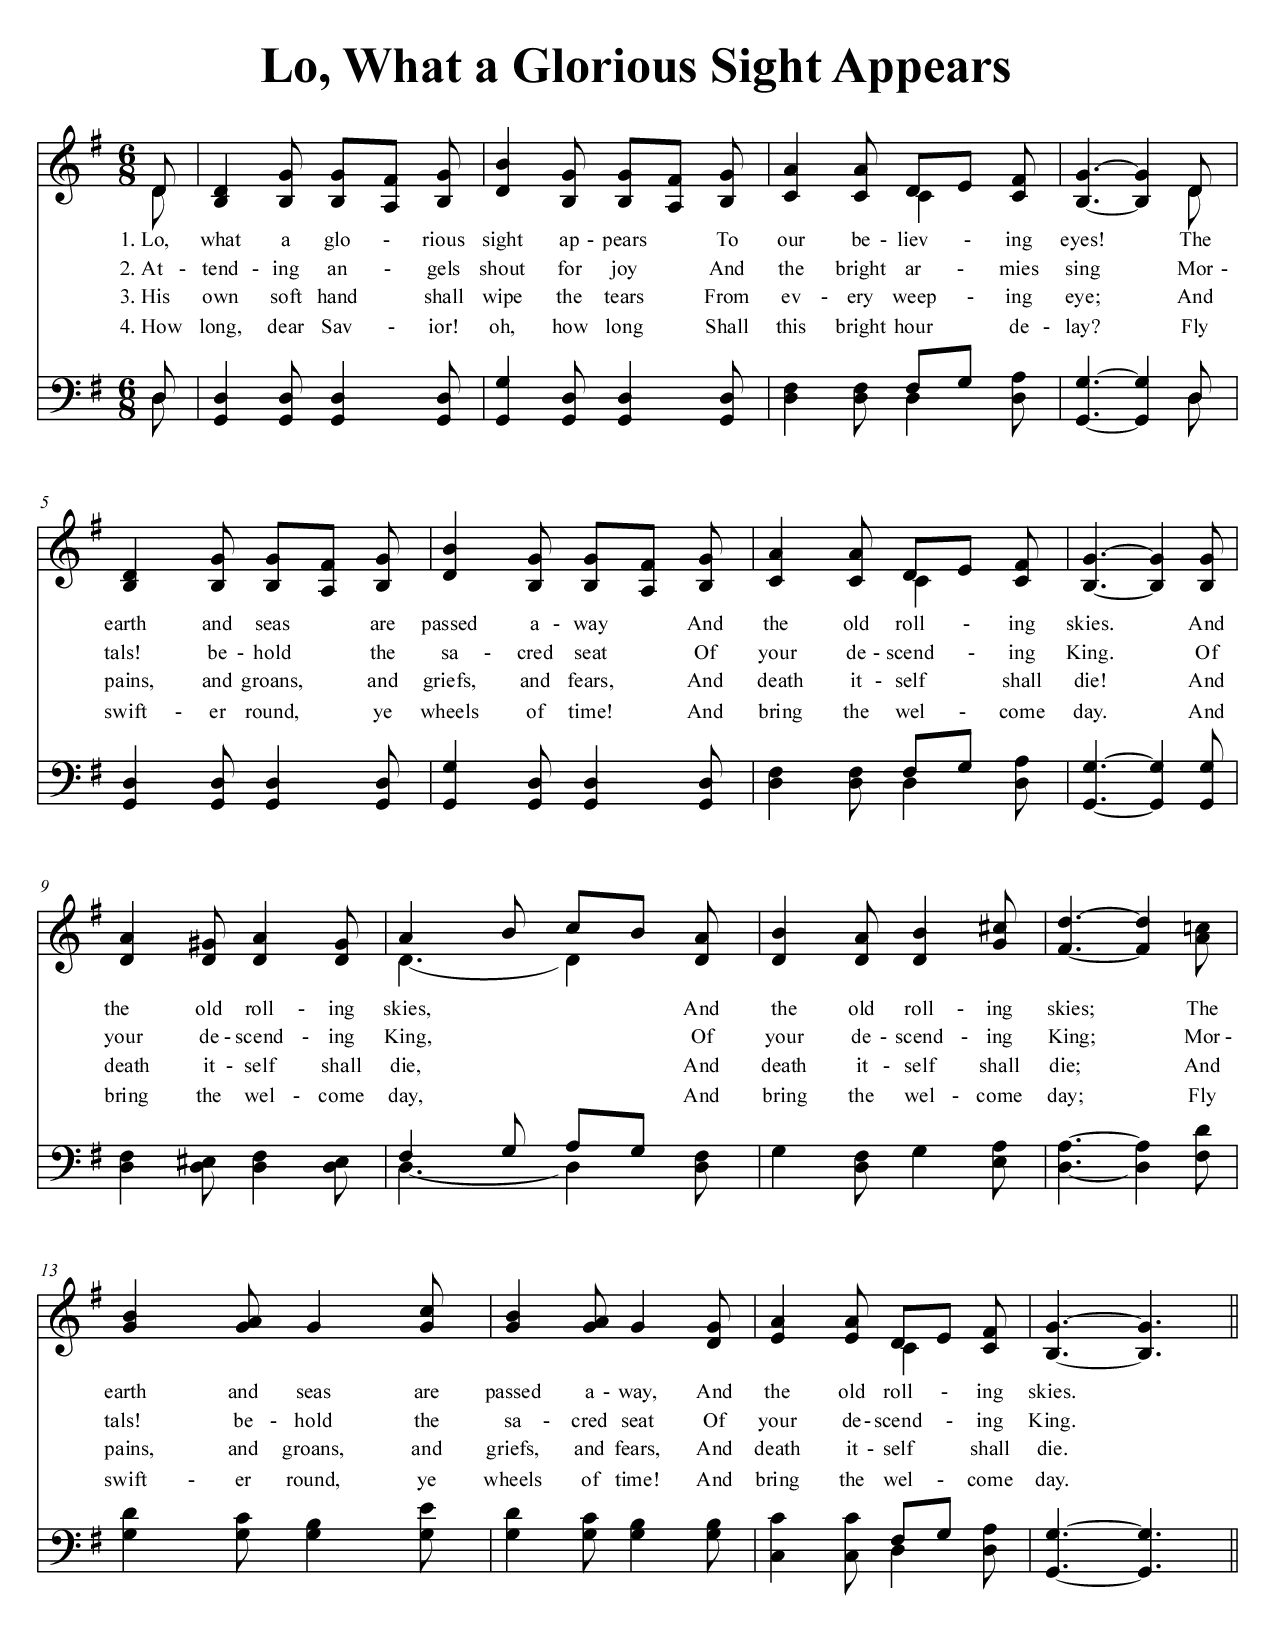 Lo, What a Glorious Sight Appears
6
8
1. Lo, what a glo - rious sight ap - pears To our be - liev - ing eyes! The
2. At - tend - ing an - gels shout for joy And the bright ar - mies sing Mor -
3. His own soft hand shall wipe the tears From ev - ery weep - ing eye; And
4. How long, dear Sav - ior! oh, how long Shall this bright hour de - lay? Fly
6
8
5
earth and seas are passed a - way And the old roll - ing skies. And
tals! be - hold the sa - cred seat Of your de - scend - ing King. Of
pains, and groans, and griefs, and fears, And death it - self shall die! And
swift - er round, ye wheels of time! And bring the wel - come day. And
9
the old roll - ing skies, And the old roll - ing skies; The
your de - scend - ing King, Of your de - scend - ing King; Mor -
death it - self shall die, And death it - self shall die; And
bring the wel - come day, And bring the wel - come day; Fly
13
earth and seas are passed a - way, And the old roll - ing skies.
tals! be - hold the sa - cred seat Of your de - scend - ing King.
pains, and groans, and griefs, and fears, And death it - self shall die.
swift - er round, ye wheels of time! And bring the wel - come day.